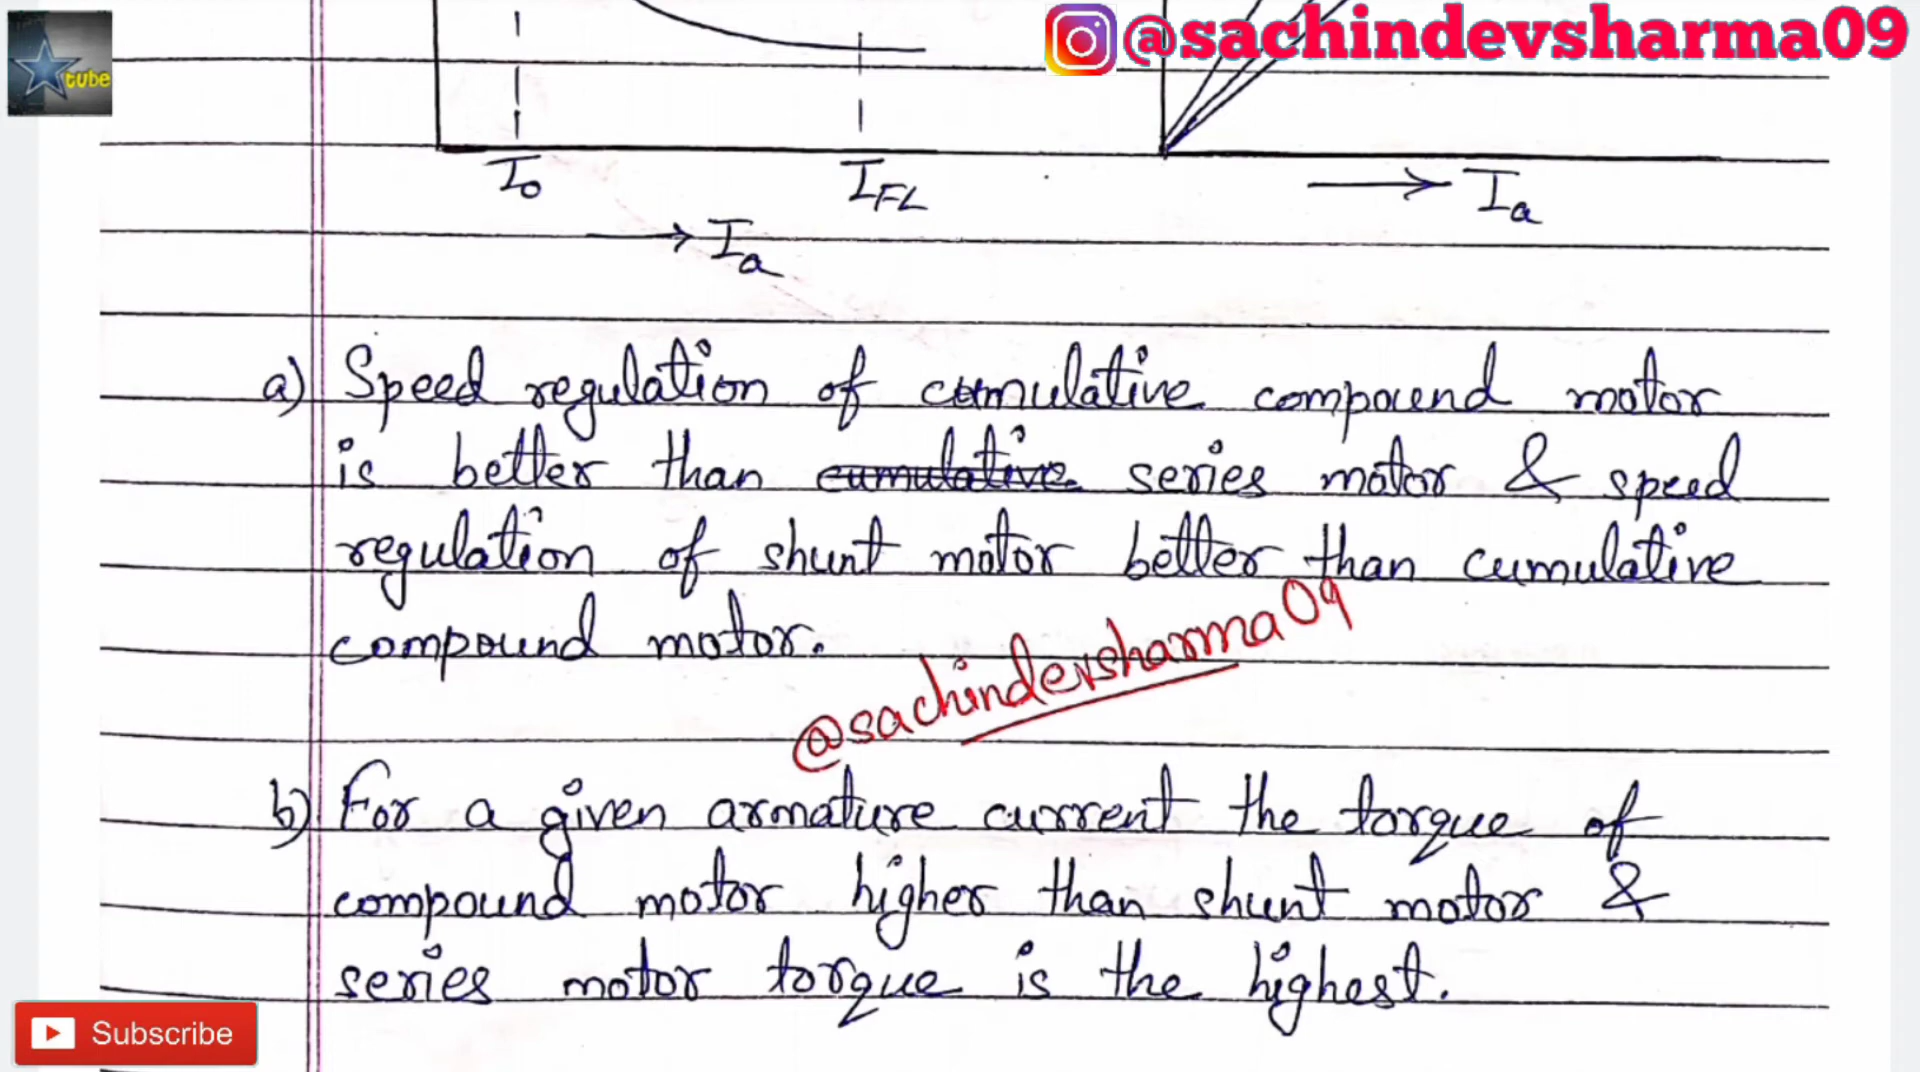 tube
@sachindevsharma09
I₀
I_FL
→ I_a
→ I_a
a) Speed regulation of cumulative compound motor
is better than ~~cumulative~~ series motor & speed
regulation of shunt motor better than cumulative
compound motor.
@sachindevsharma09
b) For a given armature current the torque of
compound motor higher than shunt motor &
series motor torque is the highest.
Subscribe